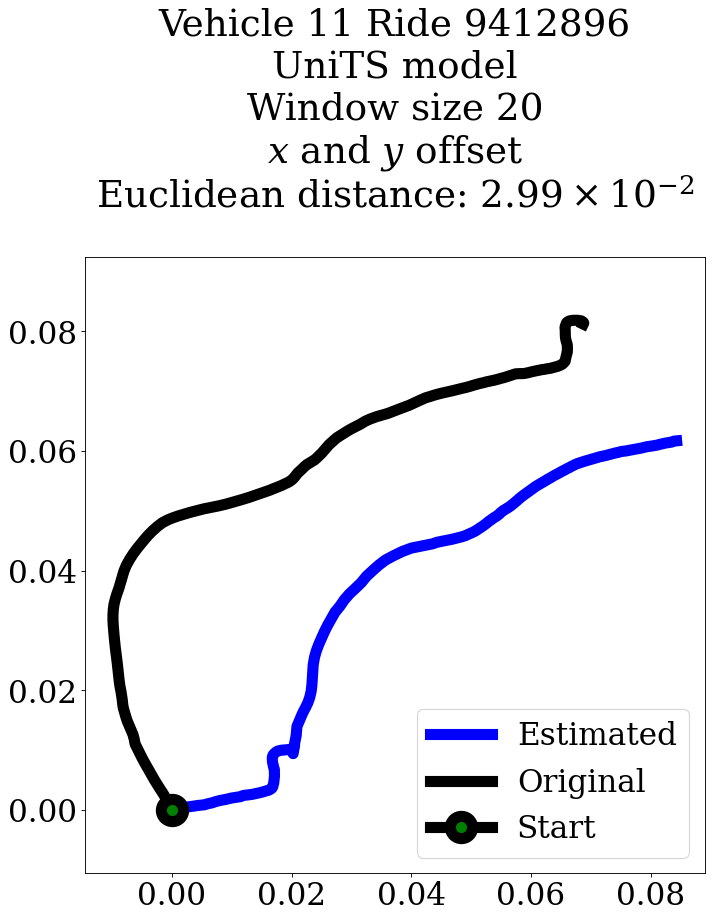 Vehicle 11 Ride 9412896
UniTS model
Window size 20
x and y offset
Euclidean distance: 2.99 × 10⁻²
0.08
0.06
0.04
0.02
0.00
Estimated
Original
Start
0.00 0.02 0.04 0.06 0.08